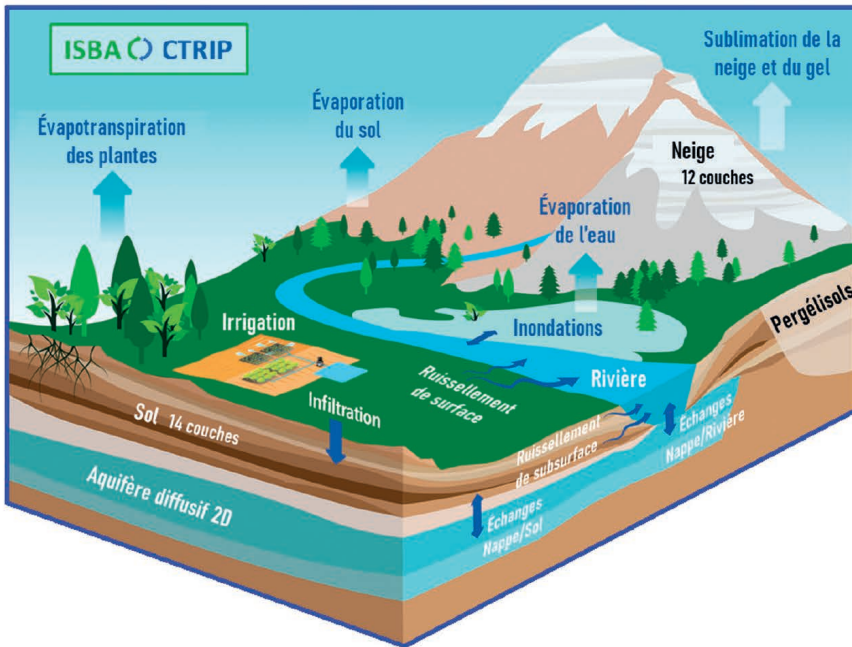 ISBA CTRIP
Sublimation de la
neige et du gel
Évapotranspiration
des plantes
Évaporation
du sol
Neige
12 couches
Évaporation
de l'eau
Pergélisols
Irrigation
Inondations
Rivière
Ruissellement
de surface
Infiltration
Sol 14 couches
Ruissellement
de subsurface
Échanges
Nappe/Rivière
Aquifère diffusif 2D
Échanges
Nappe/Sol